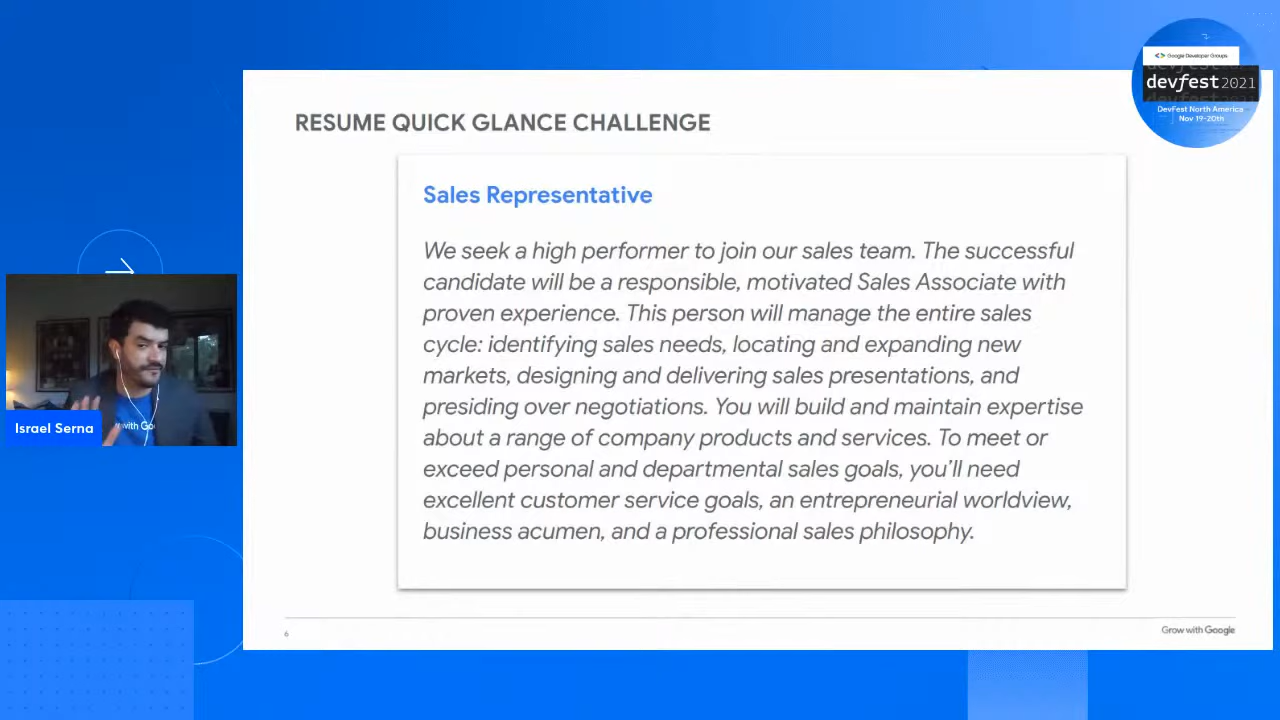 Google Developer Groups
devfest 2021
DevFest North America
Nov 19-20th
RESUME QUICK GLANCE CHALLENGE
Sales Representative
We seek a high performer to join our sales team. The successful
candidate will be a responsible, motivated Sales Associate with
proven experience. This person will manage the entire sales
cycle: identifying sales needs, locating and expanding new
markets, designing and delivering sales presentations, and
presiding over negotiations. You will build and maintain expertise
about a range of company products and services. To meet or
exceed personal and departmental sales goals, you’ll need
excellent customer service goals, an entrepreneurial worldview,
business acumen, and a professional sales philosophy.
with Go
Israel Serna
6
Grow with Google